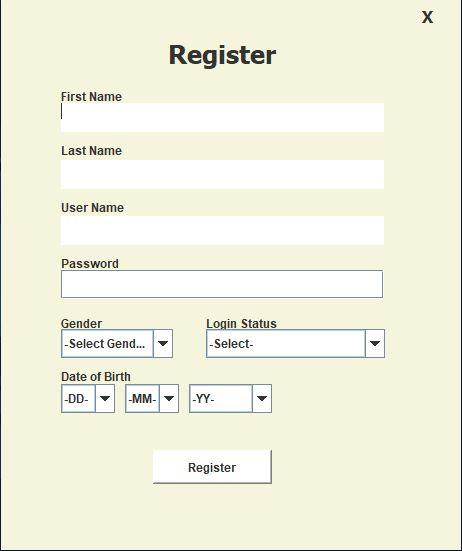 X
Register
First Name
Last Name
User Name
Password
Gender Login Status
-Select Gend... -Select-
Date of Birth
-DD- -MM- -YY-
Register